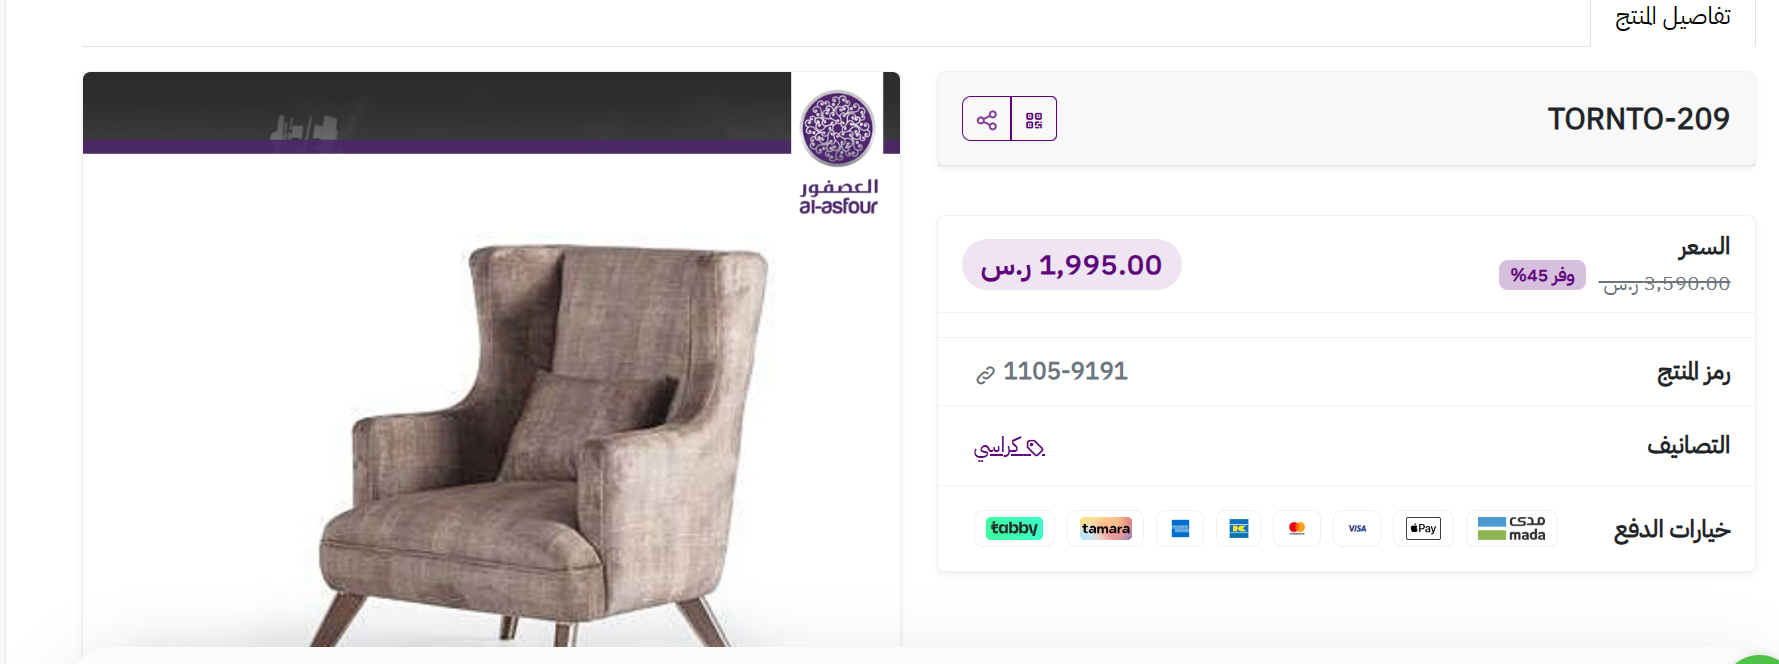 تفاصيل المنتج
العصفور
al-asfour
TORNTO-209
السعر
3,590.00 ر.س
وفر 45%
1,995.00 ر.س
رمز المنتج
1105-9191
التصانيف
كراسي
خيارات الدفع
مدى
mada
Pay
VISA
tamara
tabby